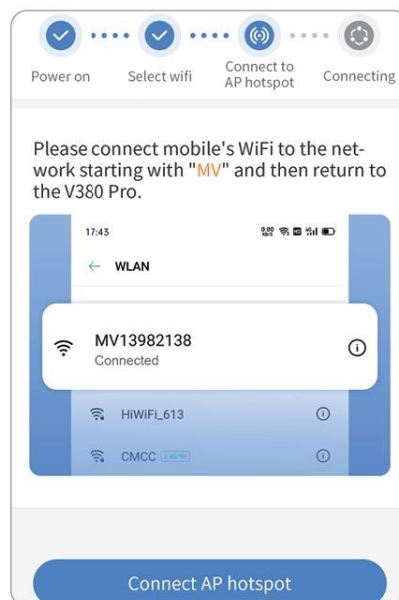 Power on
Select wifi
Connect to
AP hotspot
Connecting
Please connect mobile's WiFi to the net-
work starting with "MV" and then return to
the V380 Pro.
17:43
WLAN
MV13982138
Connected
HiWiFi_613
CMCC
Connect AP hotspot